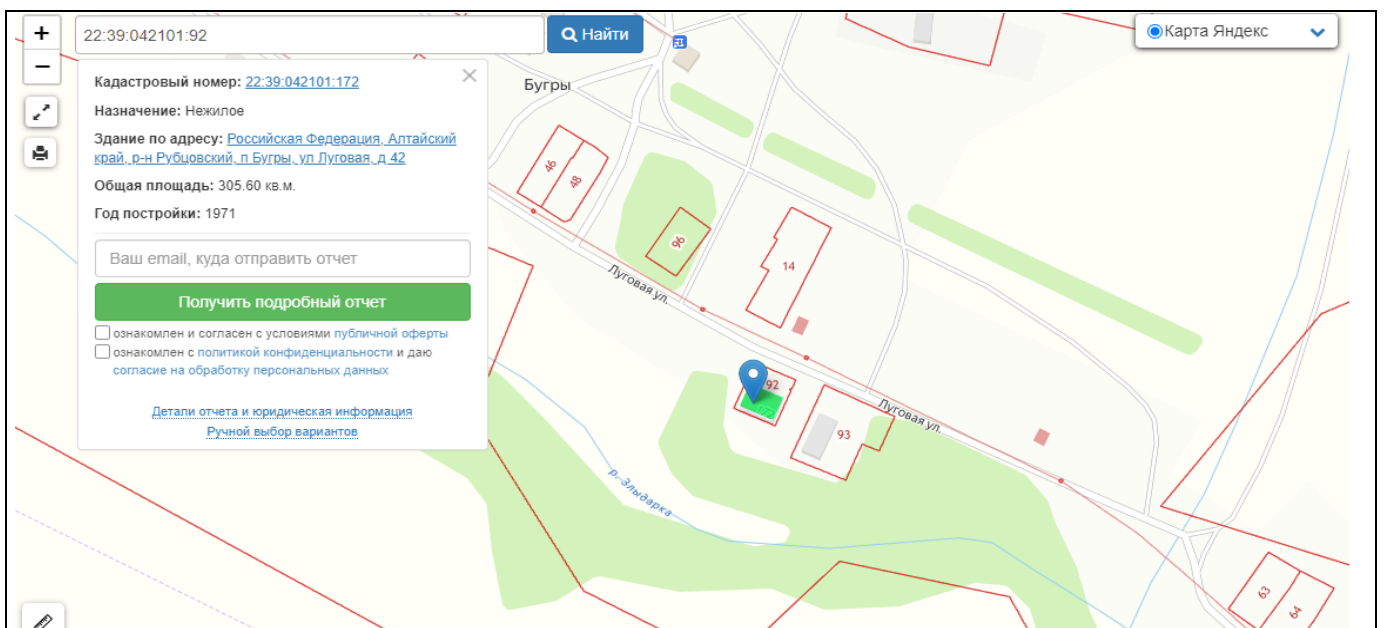 +
22:39:042101:92
Найти
Карта Яндекс
−
Кадастровый номер: 22:39:042101:172
×
Назначение: Нежилое
Здание по адресу: Российская Федерация, Алтайский
край, р-н Рубцовский, п Бугры, ул Луговая, д 42
Общая площадь: 305.60 кв.м.
Год постройки: 1971
Ваш email, куда отправить отчет
Получить подробный отчет
ознакомлен и согласен с условиями публичной оферты
ознакомлен с политикой конфиденциальности и даю
согласие на обработку персональных данных
Детали отчета и юридическая информация
Ручной выбор вариантов
Бугры
46
48
96
14
Луговая ул.
92
172
93
Луговая ул.
р. Злыдарка
63
64